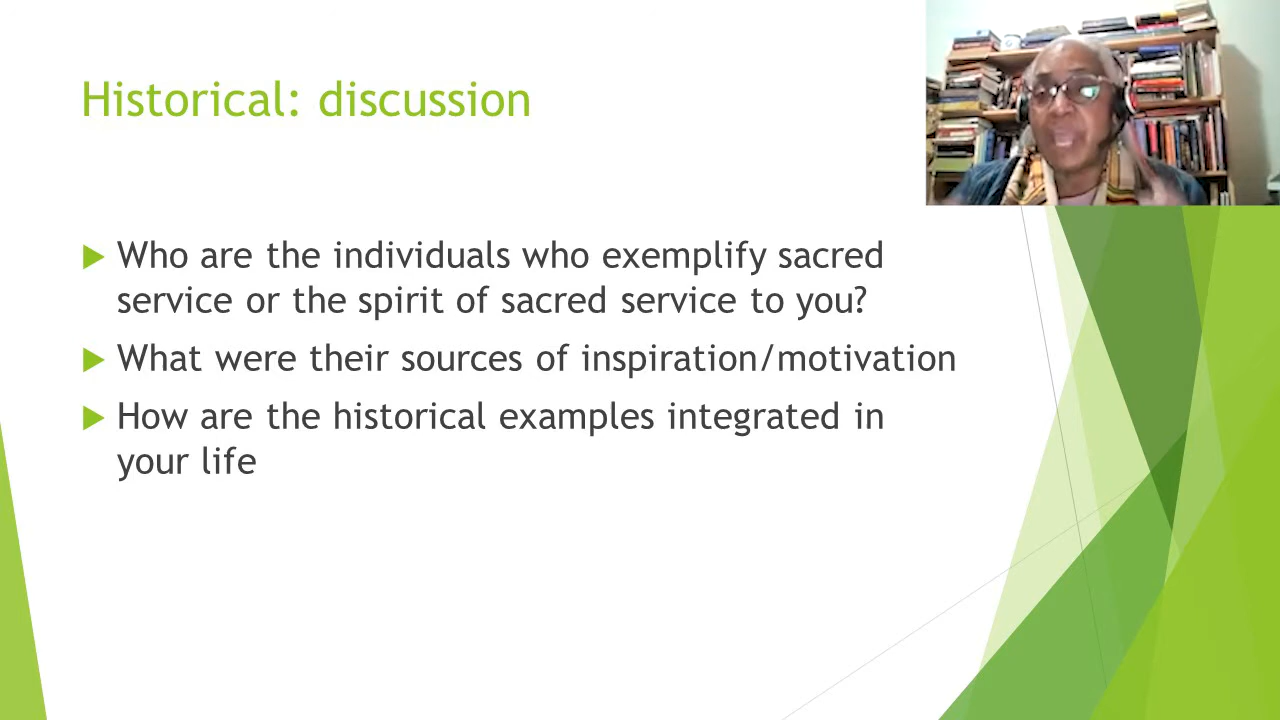 Historical: discussion
Who are the individuals who exemplify sacred
service or the spirit of sacred service to you?
What were their sources of inspiration/motivation
How are the historical examples integrated in
your life